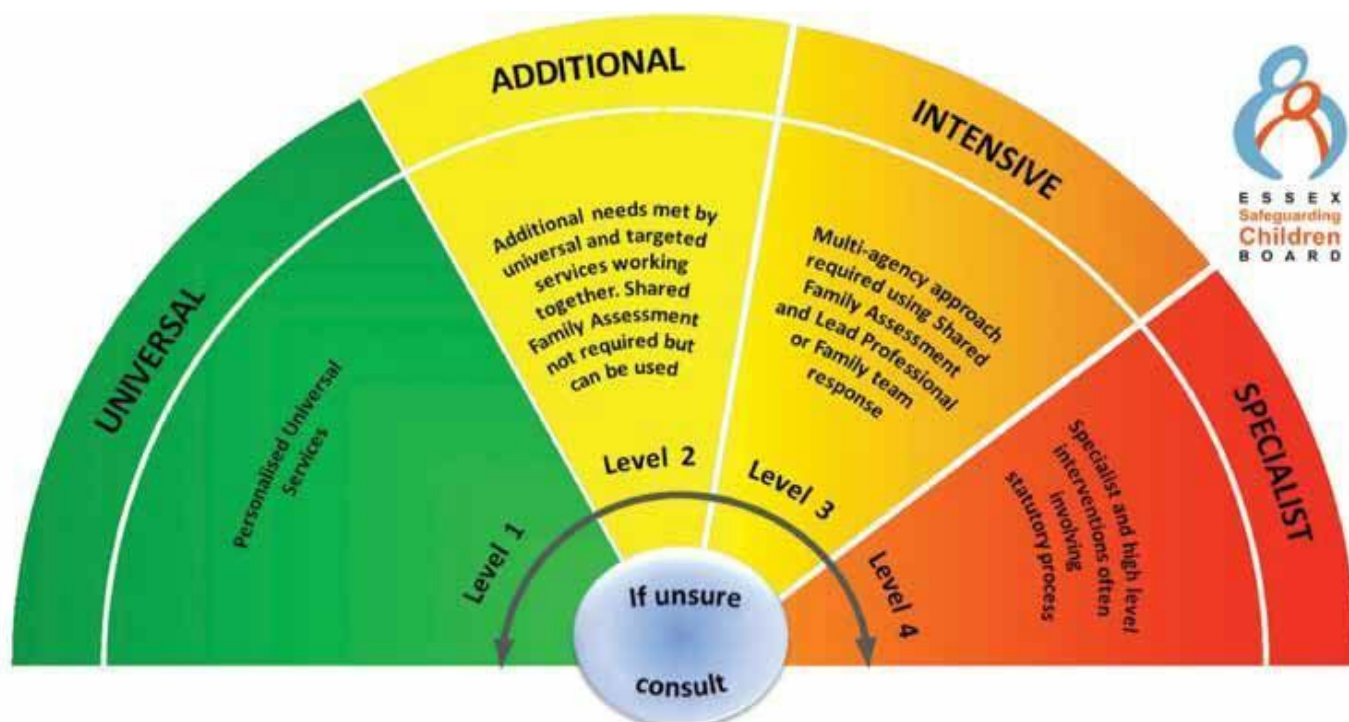 UNIVERSAL
Personalised Universal
Services
Level 1
ADDITIONAL
Additional needs met by
universal and targeted
services working
together. Shared
Family Assessment
not required but
can be used
Level 2
INTENSIVE
Multi-agency approach
required using Shared
Family Assessment
and Lead Professional
or Family team
response
Level 3
SPECIALIST
Specialist and high level
interventions often
involving
statutory process
Level 4
If unsure
consult
ESSEX
Safeguarding
Children
BOARD